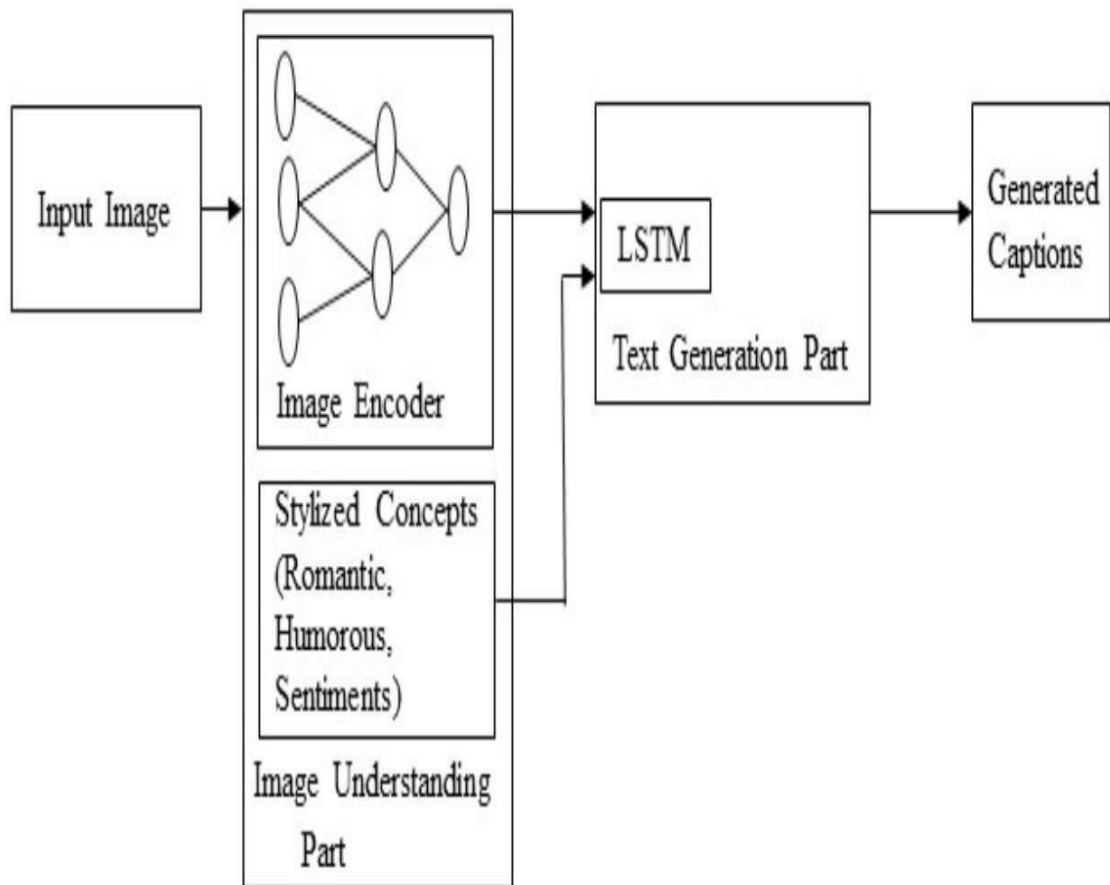 Input Image
Image Encoder
Stylized Concepts
(Romantic,
Humorous,
Sentiments)
Image Understanding
Part
LSTM
Text Generation Part
Generated
Captions